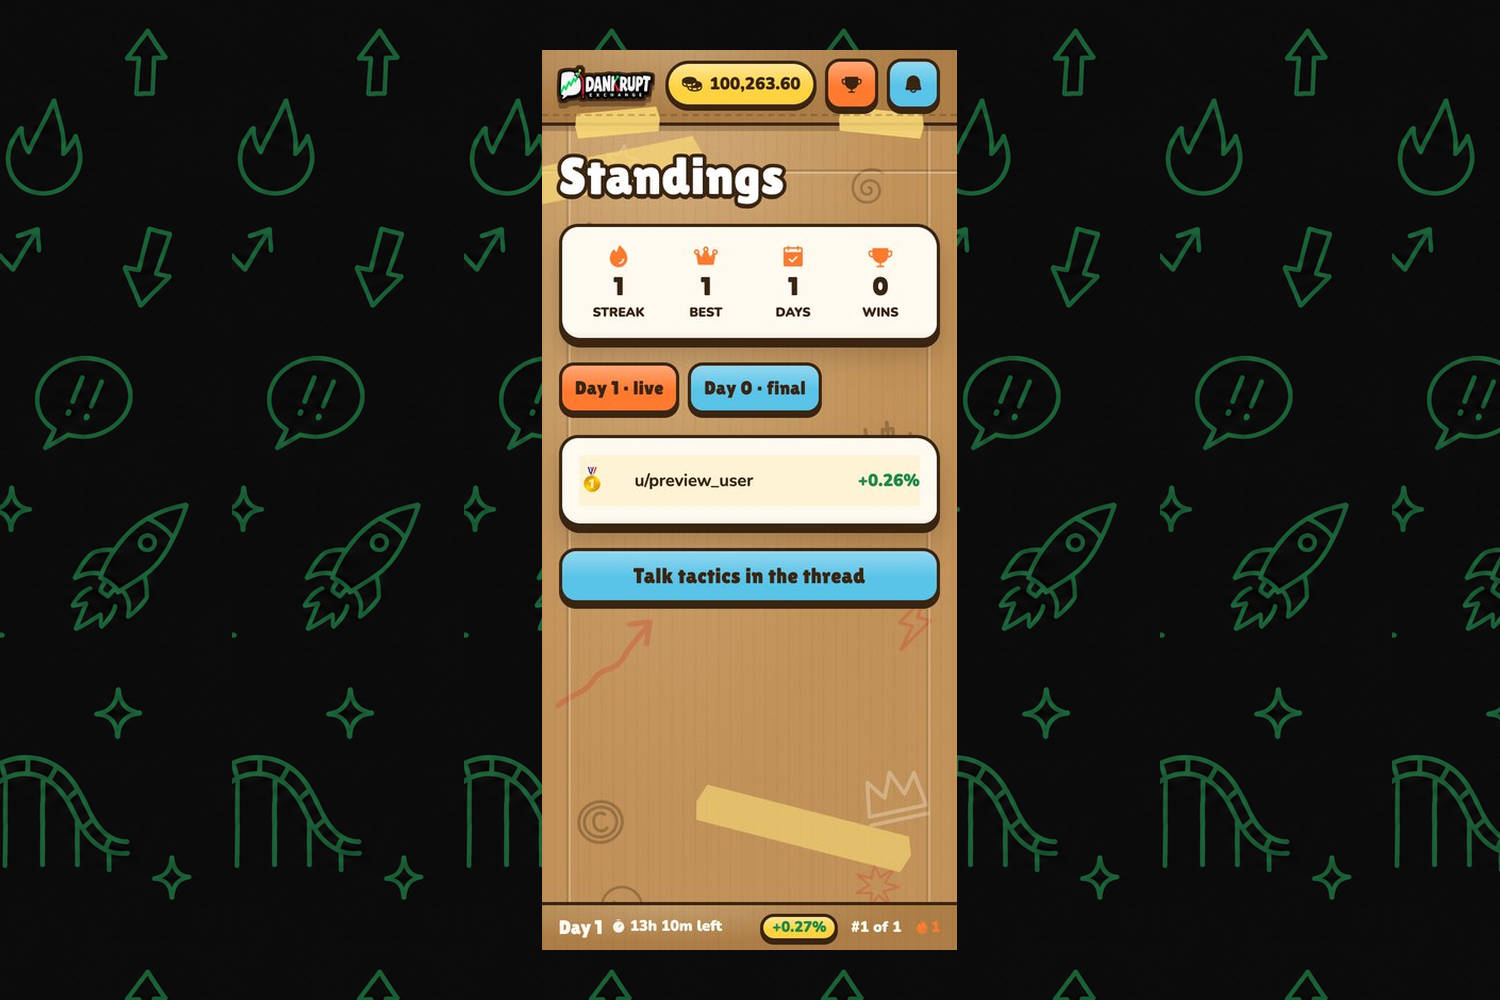 DANKRUPT
EXCHANGE
100,263.60
Standings
1 1 1 0
STREAK BEST DAYS WINS
Day 1 · live Day 0 · final
1 u/preview_user +0.26%
Talk tactics in the thread
Day 1 13h 10m left +0.27% #1 of 1 1